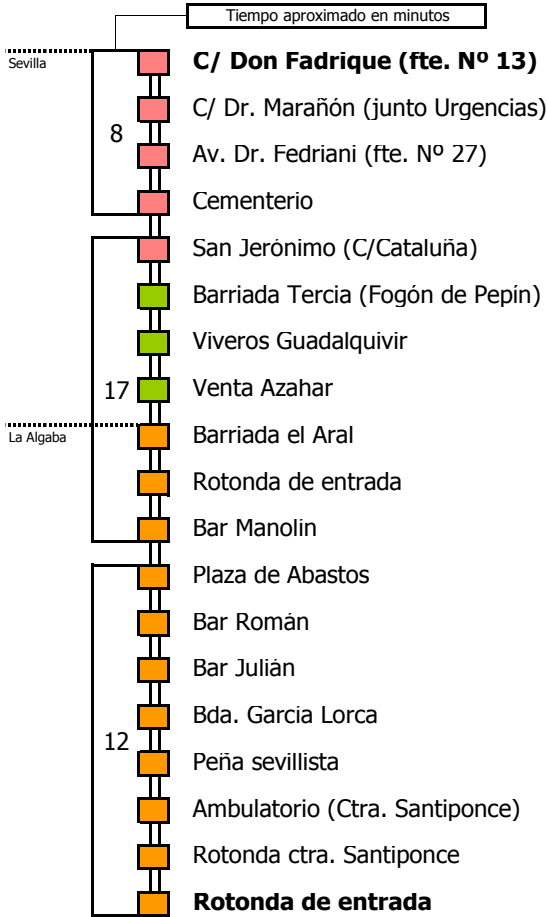 Tiempo aproximado en minutos
Sevilla
C/ Don Fadrique (fte. Nº 13)
C/ Dr. Marañón (junto Urgencias)
8
Av. Dr. Fedriani (fte. Nº 27)
Cementerio
San Jerónimo (C/Cataluña)
Barriada Tercia (Fogón de Pepín)
Viveros Guadalquivir
17
Venta Azahar
La Algaba
Barriada el Aral
Rotonda de entrada
Bar Manolin
Plaza de Abastos
Bar Román
Bar Julián
Bda. Garcia Lorca
12
Peña sevillista
Ambulatorio (Ctra. Santiponce)
Rotonda ctra. Santiponce
Rotonda de entrada